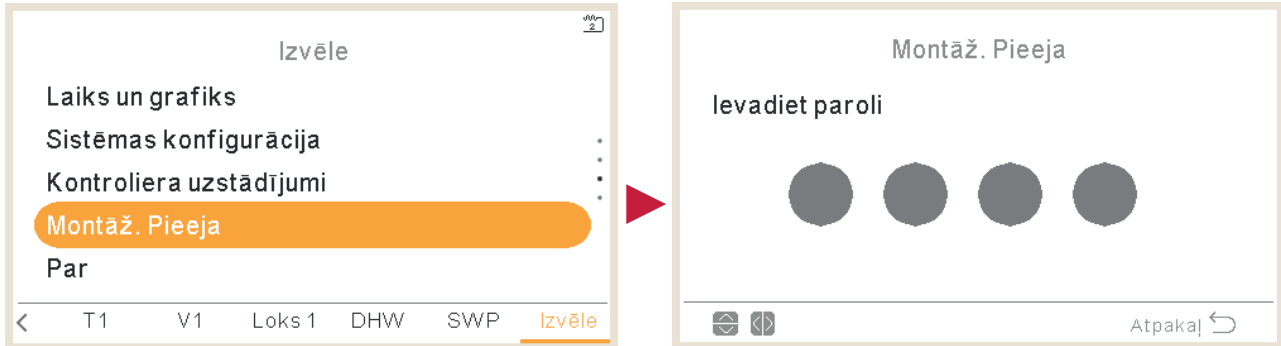 2
Izvēle
Laiks un grafiks
Sistēmas konfigurācija
Kontroliera uzstādījumi
Montāž. Pieeja
Par
T1 V1 Loks 1 DHW SWP Izvēle
Montāž. Pieeja
Ievadiet paroli
Atpakaļ